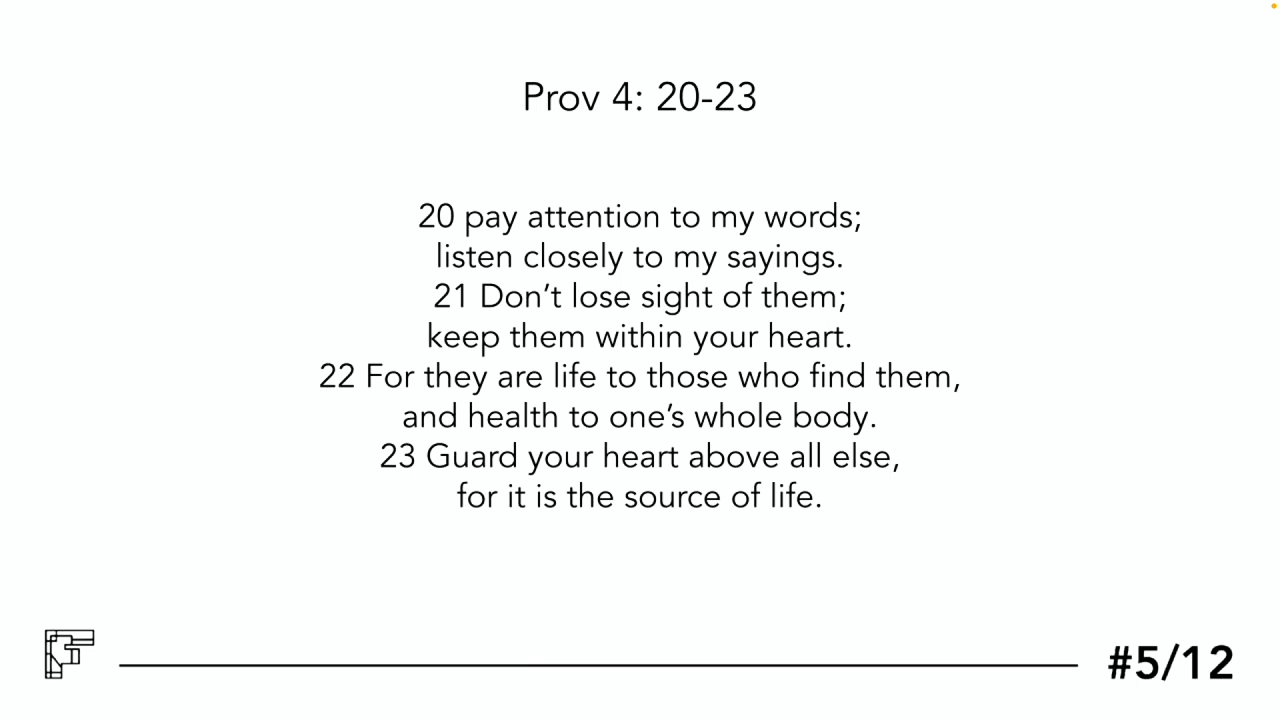 Prov 4: 20-23
20 pay attention to my words;
listen closely to my sayings.
21 Don’t lose sight of them;
keep them within your heart.
22 For they are life to those who find them,
and health to one’s whole body.
23 Guard your heart above all else,
for it is the source of life.
#5/12